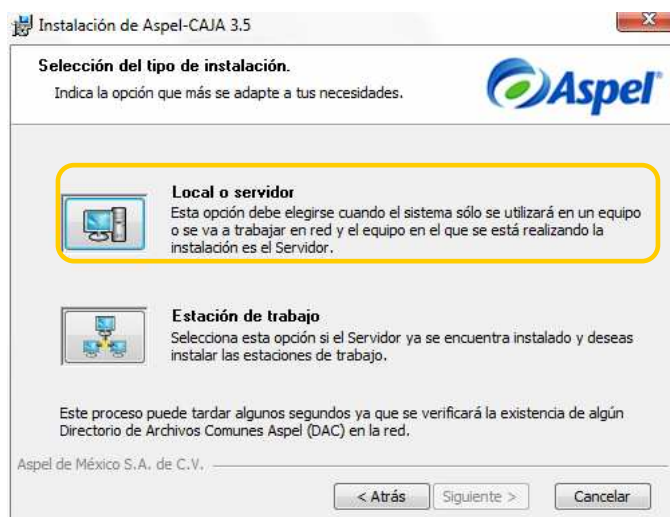 Instalación de Aspel-CAJA 3.5
Selección del tipo de instalación.
Indica la opción que más se adapte a tus necesidades.
Aspel
Local o servidor
Esta opción debe elegirse cuando el sistema sólo se utilizará en un equipo
o se va a trabajar en red y el equipo en el que se está realizando la
instalación es el Servidor.
Estación de trabajo
Selecciona esta opción si el Servidor ya se encuentra instalado y deseas
instalar las estaciones de trabajo.
Este proceso puede tardar algunos segundos ya que se verificará la existencia de algún
Directorio de Archivos Comunes Aspel (DAC) en la red.
Aspel de México S.A. de C.V.
< Atrás Siguiente > Cancelar